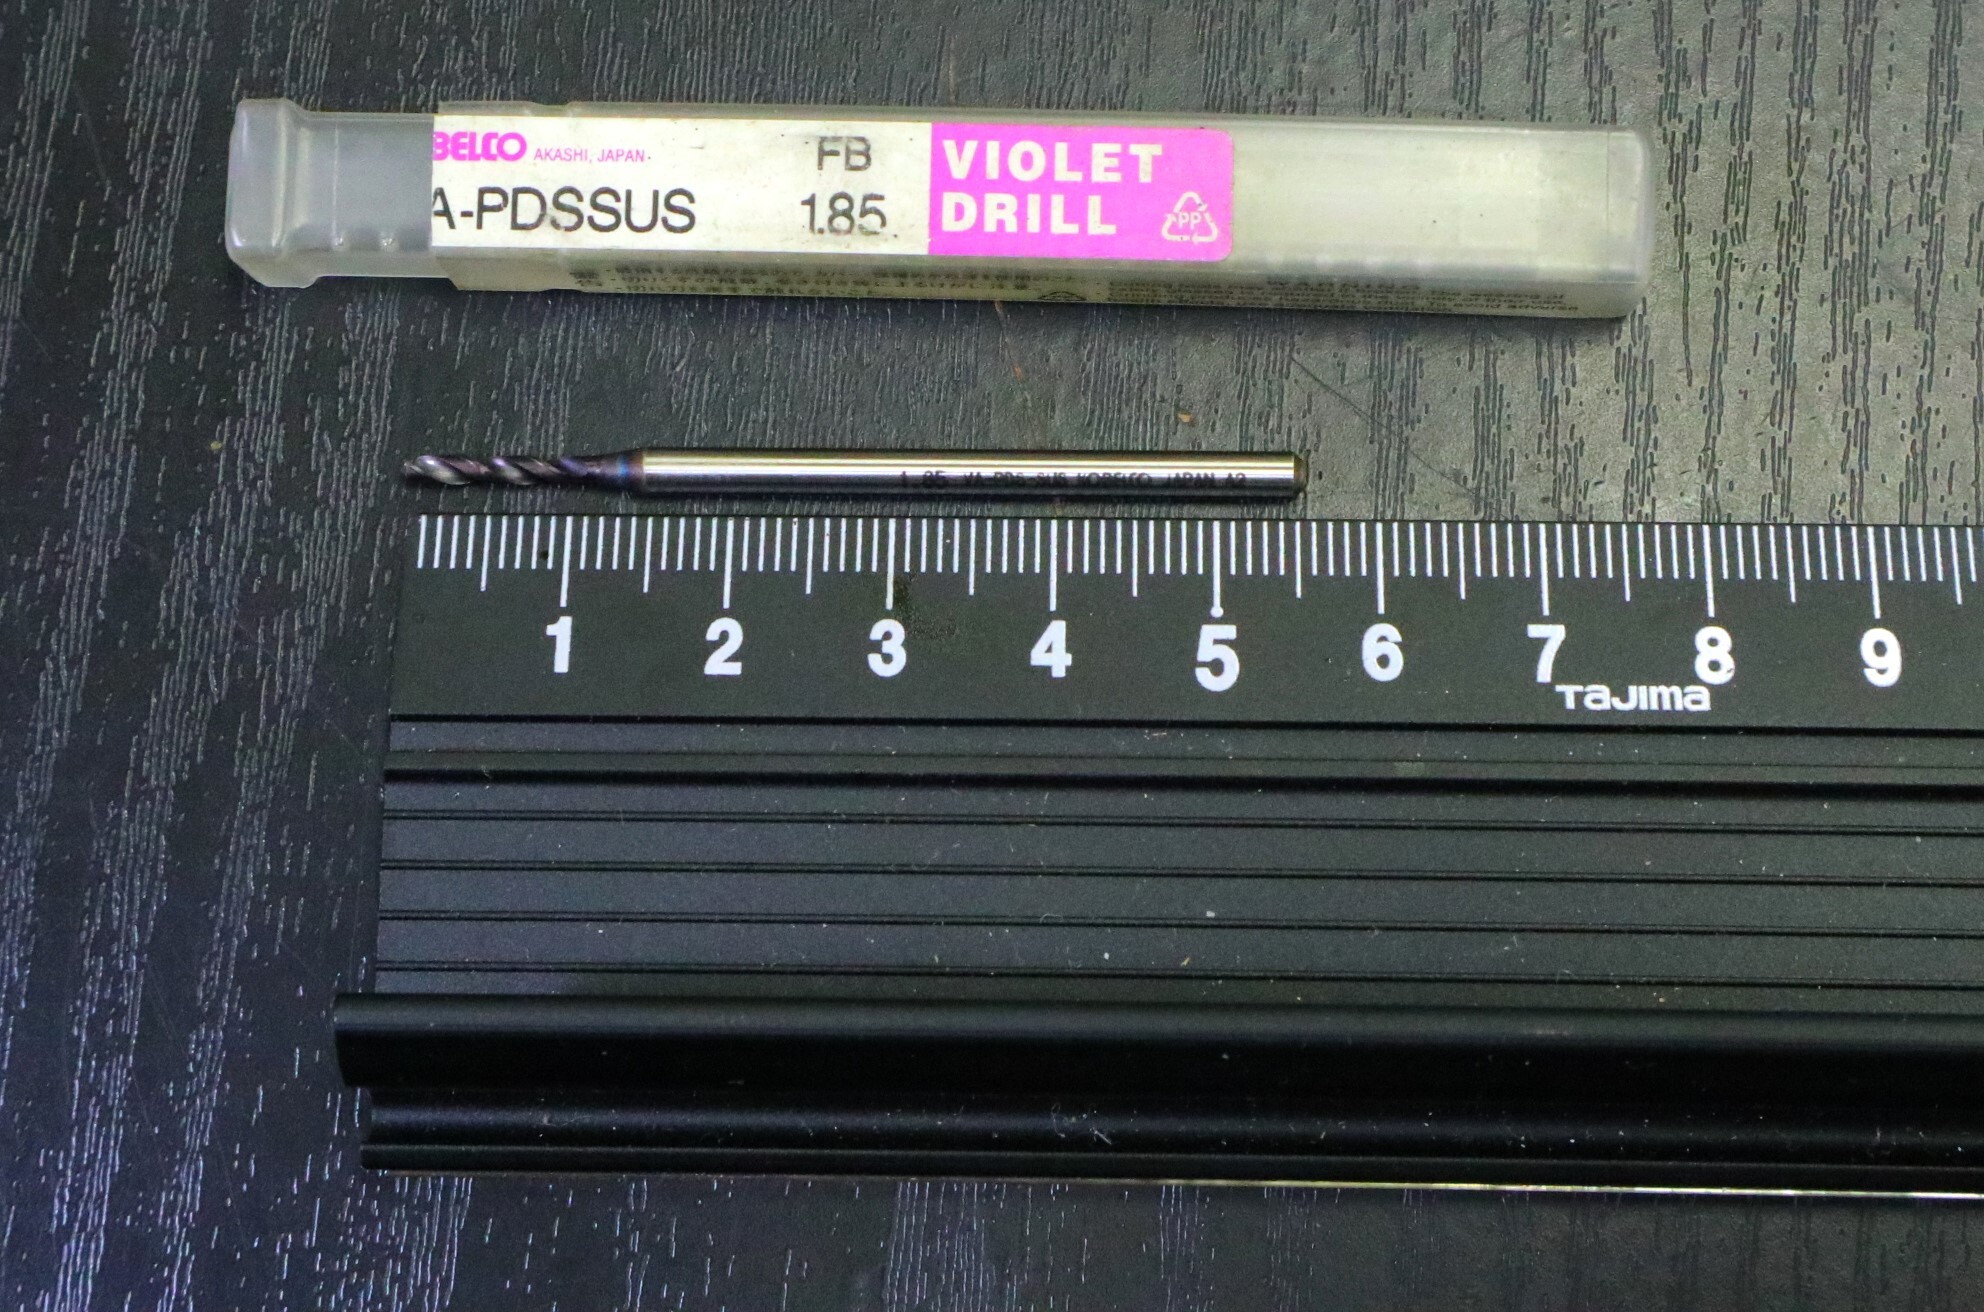 BELCO AKASHI, JAPAN
FB
A-PDSSUS
1.85
VIOLET
DRILL
PP
1.85 VA-PDS-SUS KOBELCO JAPAN A2
1 2 3 4 5 6 7 8 9
TaJima